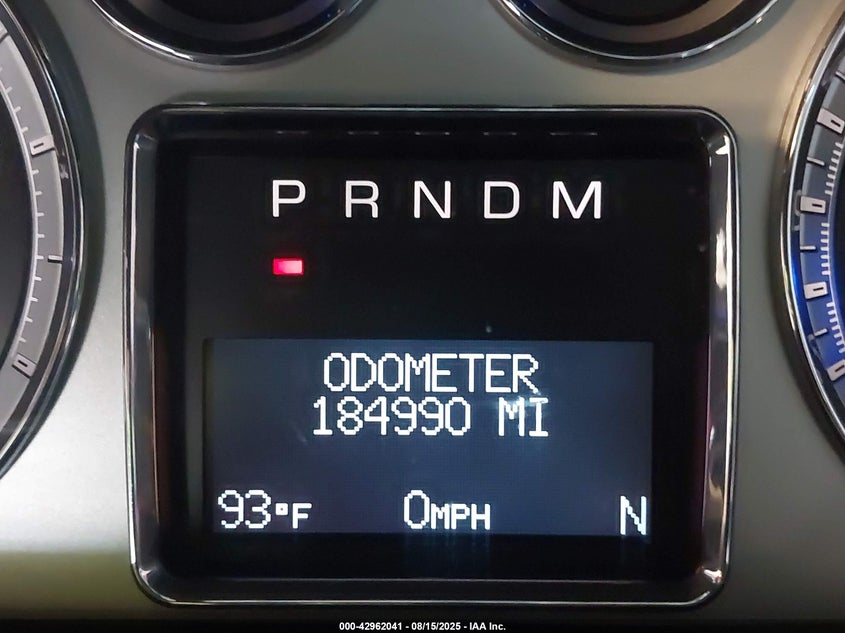 P R N D M
ODOMETER
184990 MI
93°F 0MPH N
000-42962041 - 08/15/2025 - IAA Inc.